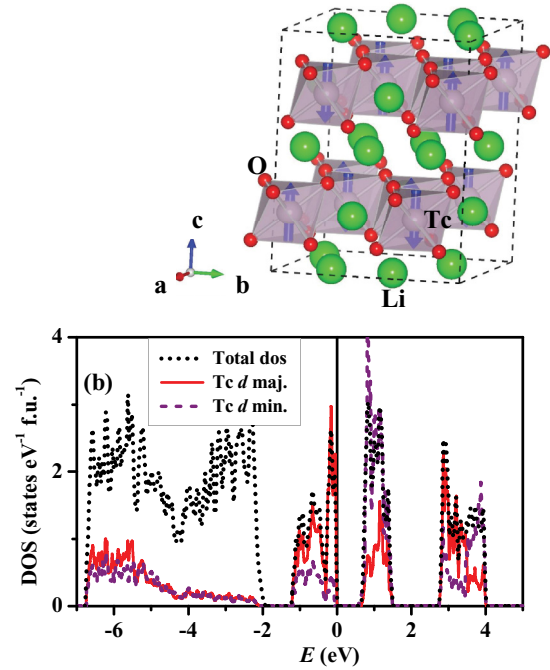 O
c
Tc
a
b
Li
4
(b)
Total dos
Tc d maj.
Tc d min.
DOS (states eV⁻¹ f.u.⁻¹)
2
0
-6 -4 -2 0 2 4
E (eV)